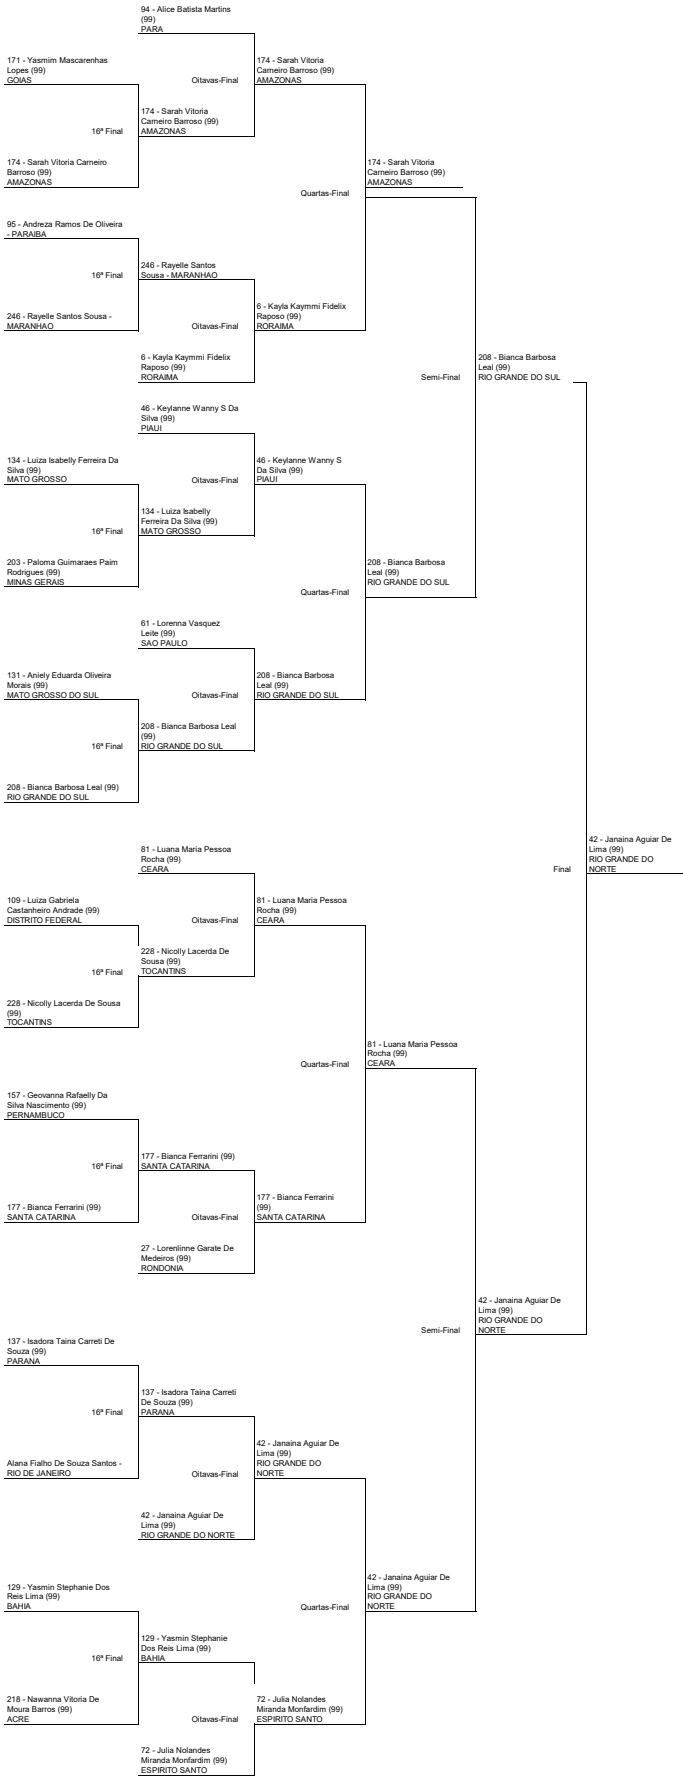 94 - Alice Batista Martins
(99)
PARA
171 - Yasmim Mascarenhas
Lopes (99)
GOIAS
Oitavas-Final
174 - Sarah Vitoria
Carneiro Barroso (99)
AMAZONAS
16ª Final
174 - Sarah Vitoria
Carneiro Barroso (99)
AMAZONAS
174 - Sarah Vitoria Carneiro
Barroso (99)
AMAZONAS
Quartas-Final
174 - Sarah Vitoria
Carneiro Barroso (99)
AMAZONAS
95 - Andreza Ramos De Oliveira
- PARAIBA
16ª Final
246 - Rayelle Santos
Sousa - MARANHAO
246 - Rayelle Santos Sousa -
MARANHAO
Oitavas-Final
6 - Kayla Kaymmi Fidelix
Raposo (99)
RORAIMA
6 - Kayla Kaymmi Fidelix
Raposo (99)
RORAIMA
Semi-Final
208 - Bianca Barbosa
Leal (99)
RIO GRANDE DO SUL
46 - Keylanne Wanny S Da
Silva (99)
PIAUI
134 - Luiza Isabelly Ferreira Da
Silva (99)
MATO GROSSO
Oitavas-Final
46 - Keylanne Wanny S
Da Silva (99)
PIAUI
16ª Final
134 - Luiza Isabelly
Ferreira Da Silva (99)
MATO GROSSO
203 - Paloma Guimaraes Paim
Rodrigues (99)
MINAS GERAIS
Quartas-Final
208 - Bianca Barbosa
Leal (99)
RIO GRANDE DO SUL
61 - Lorenna Vasquez
Leite (99)
SAO PAULO
131 - Aniely Eduarda Oliveira
Morais (99)
MATO GROSSO DO SUL
Oitavas-Final
208 - Bianca Barbosa
Leal (99)
RIO GRANDE DO SUL
16ª Final
208 - Bianca Barbosa Leal
(99)
RIO GRANDE DO SUL
208 - Bianca Barbosa Leal (99)
RIO GRANDE DO SUL
81 - Luana Maria Pessoa
Rocha (99)
CEARA
Final
42 - Janaina Aguiar De
Lima (99)
RIO GRANDE DO
NORTE
109 - Luiza Gabriela
Castanheiro Andrade (99)
DISTRITO FEDERAL
Oitavas-Final
81 - Luana Maria Pessoa
Rocha (99)
CEARA
16ª Final
228 - Nicolly Lacerda De
Sousa (99)
TOCANTINS
228 - Nicolly Lacerda De Sousa
(99)
TOCANTINS
Quartas-Final
81 - Luana Maria Pessoa
Rocha (99)
CEARA
157 - Geovanna Rafaelly Da
Silva Nascimento (99)
PERNAMBUCO
16ª Final
177 - Bianca Ferrarini (99)
SANTA CATARINA
177 - Bianca Ferrarini (99)
SANTA CATARINA
Oitavas-Final
177 - Bianca Ferrarini
(99)
SANTA CATARINA
27 - Lorenlinne Garate De
Medeiros (99)
RONDONIA
Semi-Final
42 - Janaina Aguiar De
Lima (99)
RIO GRANDE DO
NORTE
137 - Isadora Taina Carreti De
Souza (99)
PARANA
16ª Final
137 - Isadora Taina Carreti
De Souza (99)
PARANA
Alana Fialho De Souza Santos -
RIO DE JANEIRO
Oitavas-Final
42 - Janaina Aguiar De
Lima (99)
RIO GRANDE DO
NORTE
42 - Janaina Aguiar De
Lima (99)
RIO GRANDE DO NORTE
129 - Yasmin Stephanie Dos
Reis Lima (99)
BAHIA
Quartas-Final
42 - Janaina Aguiar De
Lima (99)
RIO GRANDE DO
NORTE
16ª Final
129 - Yasmin Stephanie
Dos Reis Lima (99)
BAHIA
218 - Nawanna Vitoria De
Moura Barros (99)
ACRE
Oitavas-Final
72 - Julia Nolandes
Miranda Monfardim (99)
ESPIRITO SANTO
72 - Julia Nolandes
Miranda Monfardim (99)
ESPIRITO SANTO